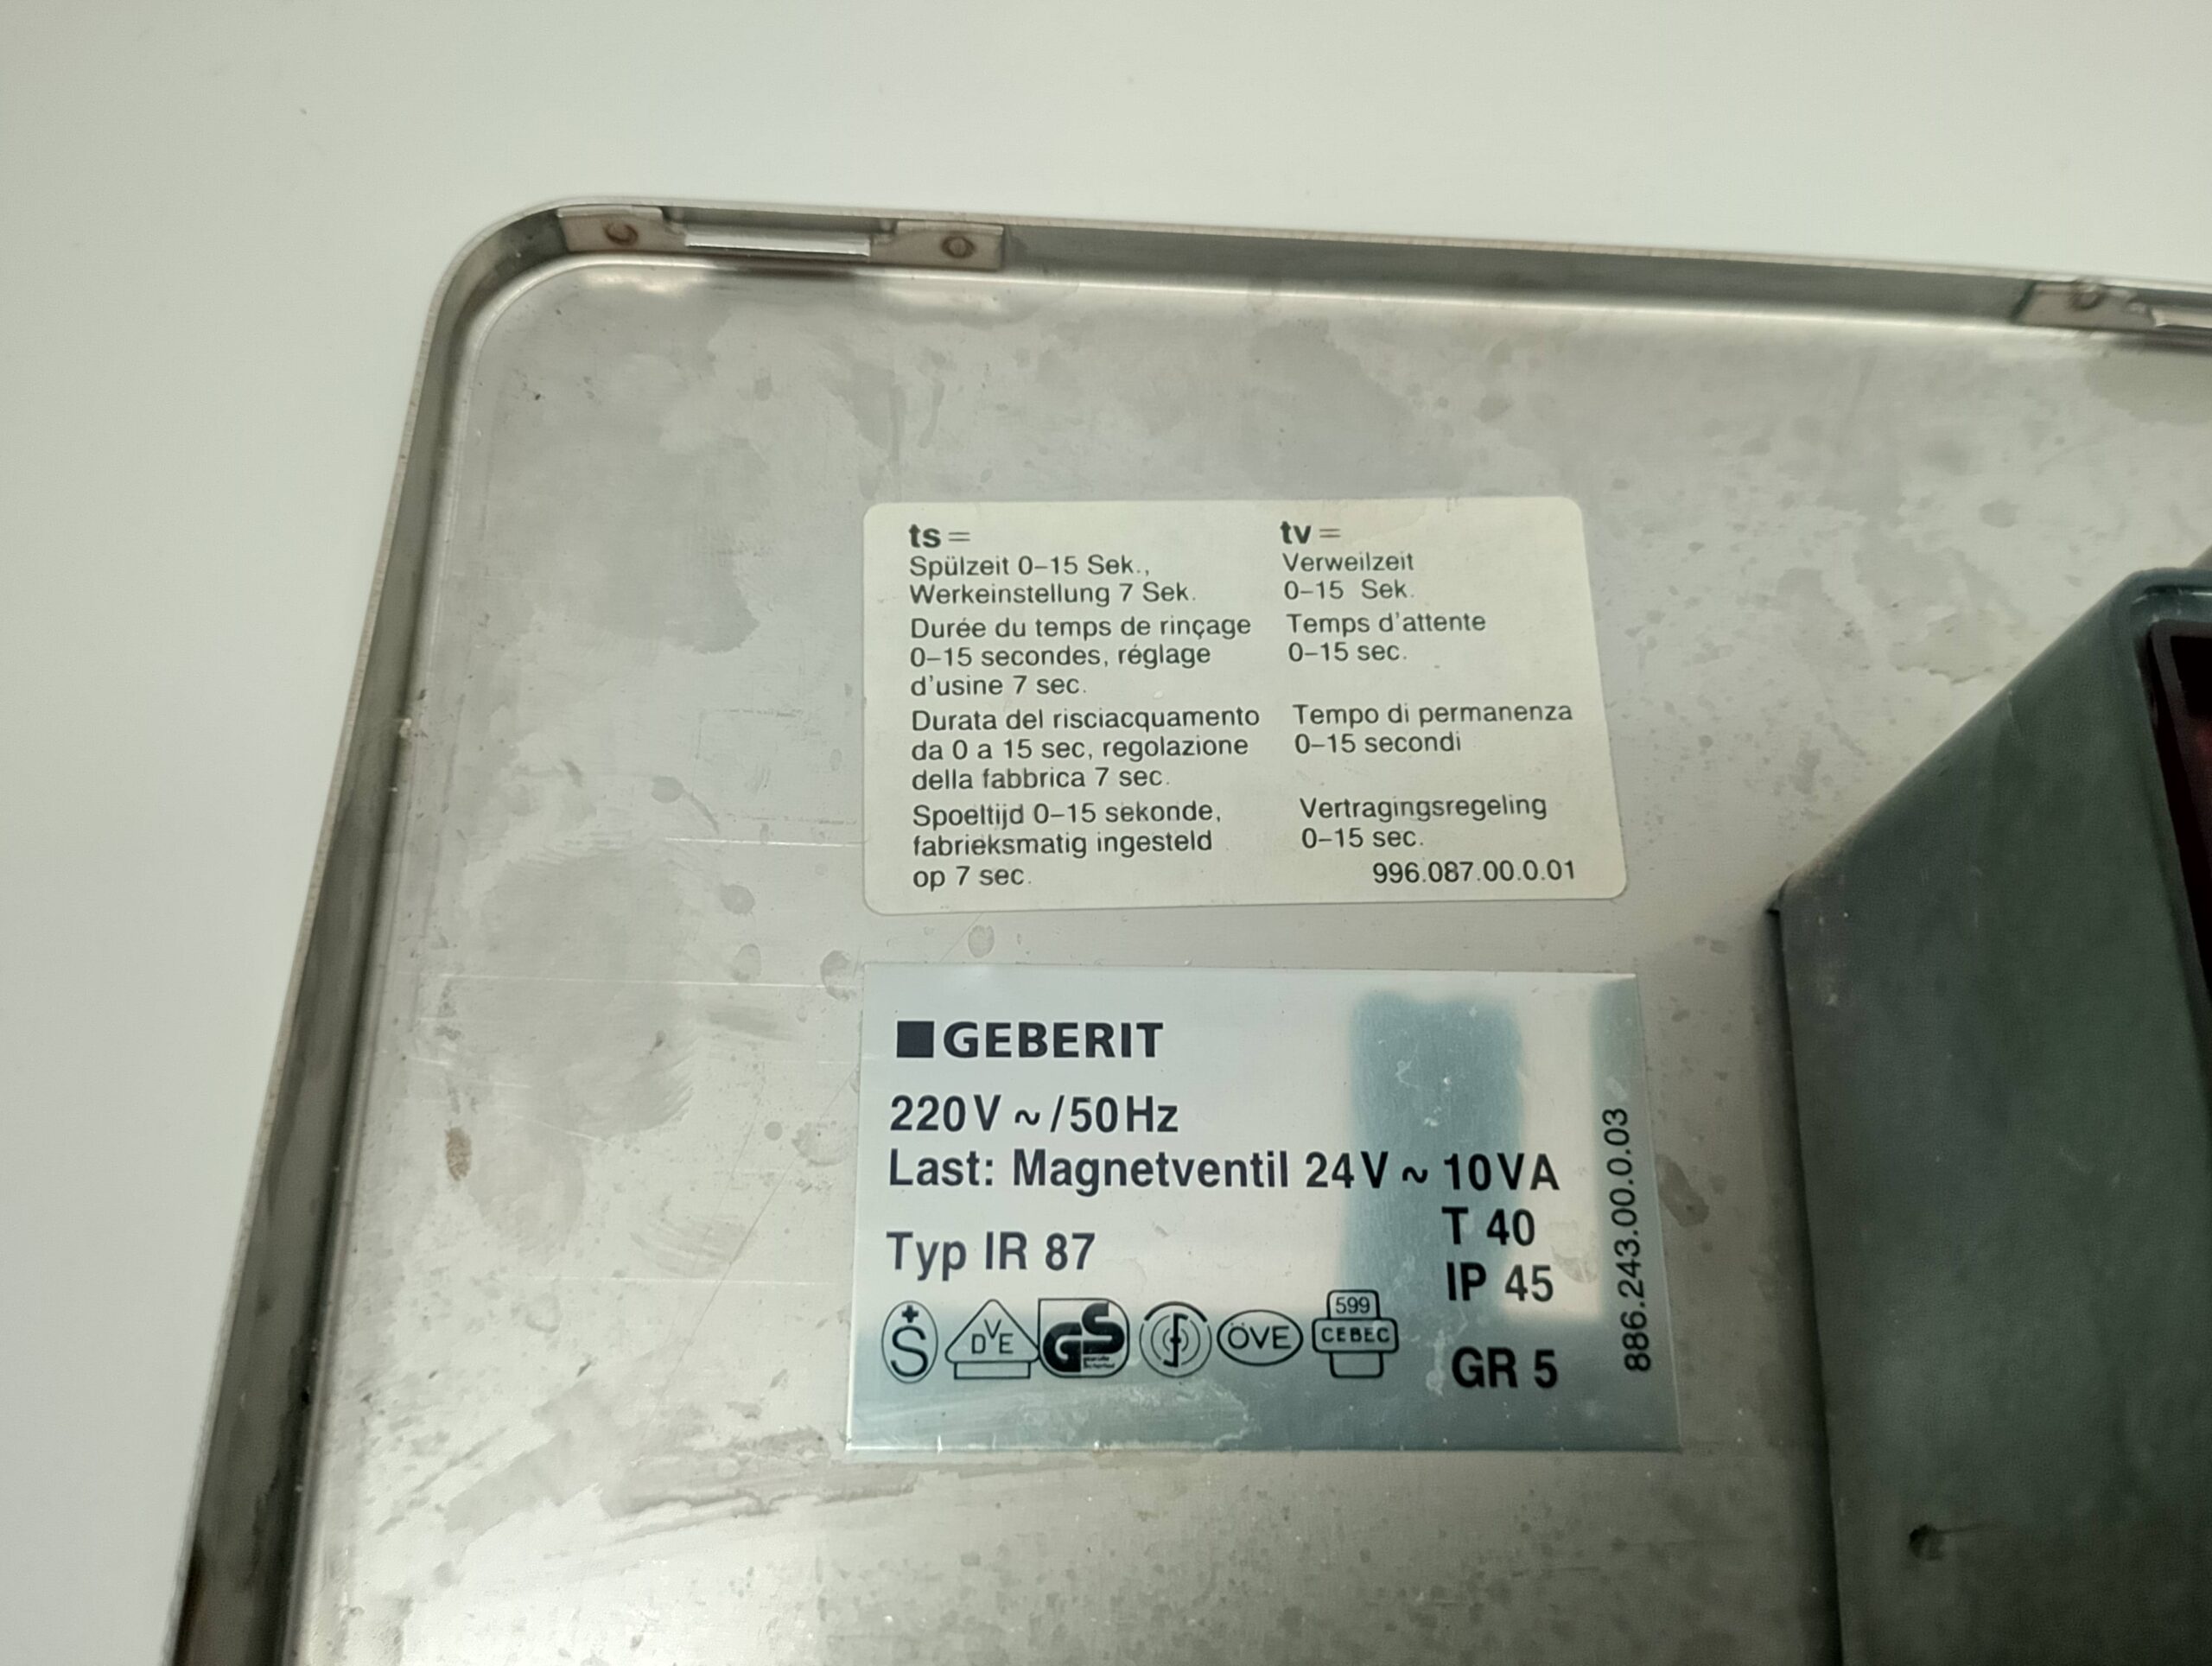 ts=
Spülzeit 0–15 Sek.,
Werkeinstellung 7 Sek.
Durée du temps de rinçage
0–15 secondes, réglage
d'usine 7 sec.
Durata del risciacquamento
da 0 a 15 sec, regolazione
della fabbrica 7 sec.
Spoeltijd 0–15 sekonde,
fabrieksmatig ingesteld
op 7 sec.
tv=
Verweilzeit
0–15 Sek.
Temps d'attente
0–15 sec.
Tempo di permanenza
0–15 secondi
Vertragingsregeling
0–15 sec.
996.087.00.0.01
GEBERIT
220V ~/50Hz
Last: Magnetventil 24V ~ 10VA
T 40
Typ IR 87
IP 45
S
DVE
GS
ÖVE
599
CEBEC
GR 5
886.243.00.0.03